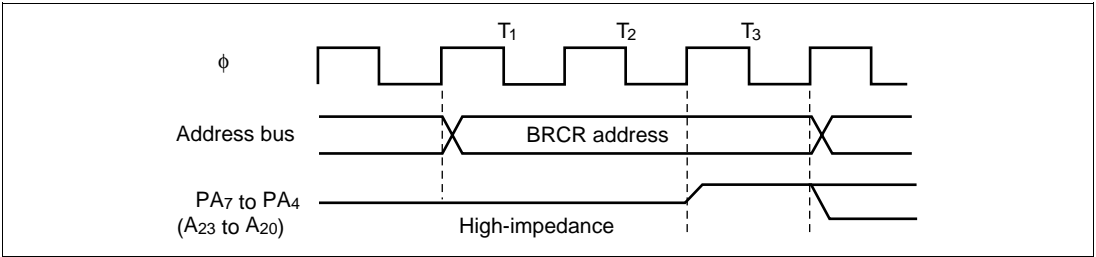 T1 T2 T3
φ
Address bus
BRCR address
PA7 to PA4
(A23 to A20)
High-impedance